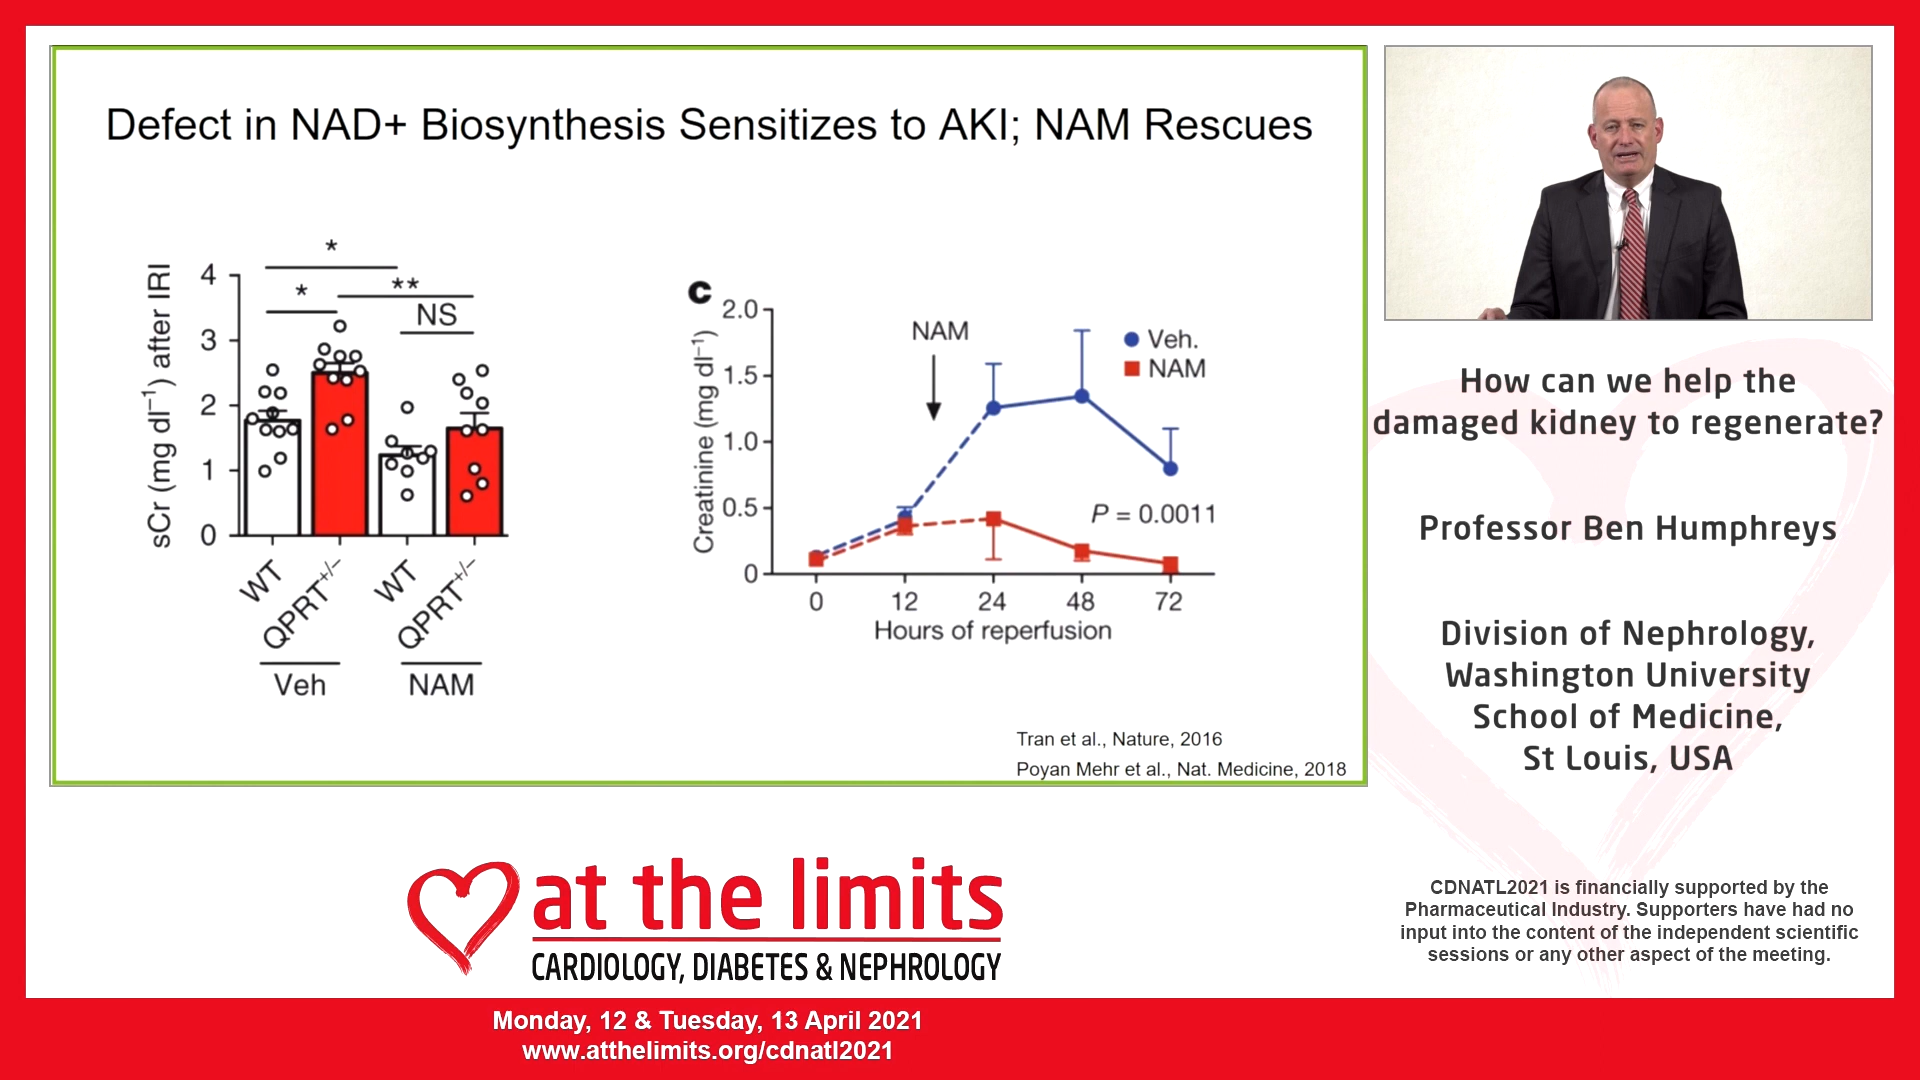 Defect in NAD+ Biosynthesis Sensitizes to AKI; NAM Rescues
sCr (mg dl⁻¹) after IRI
4
3
2
1
0
*
*
**
NS
WT
QPRT⁺/⁻
WT
QPRT⁺/⁻
Veh
NAM
c
Creatinine (mg dl⁻¹)
2.0
1.5
1.0
0.5
0
NAM
Veh.
NAM
P = 0.0011
0 12 24 48 72
Hours of reperfusion
Tran et al., Nature, 2016
Poyan Mehr et al., Nat. Medicine, 2018
How can we help the
damaged kidney to regenerate?
Professor Ben Humphreys
Division of Nephrology,
Washington University
School of Medicine,
St Louis, USA
CDNATL2021 is financially supported by the
Pharmaceutical Industry. Supporters have had no
input into the content of the independent scientific
sessions or any other aspect of the meeting.
at the limits
CARDIOLOGY, DIABETES & NEPHROLOGY
Monday, 12 & Tuesday, 13 April 2021
www.atthelimits.org/cdnatl2021